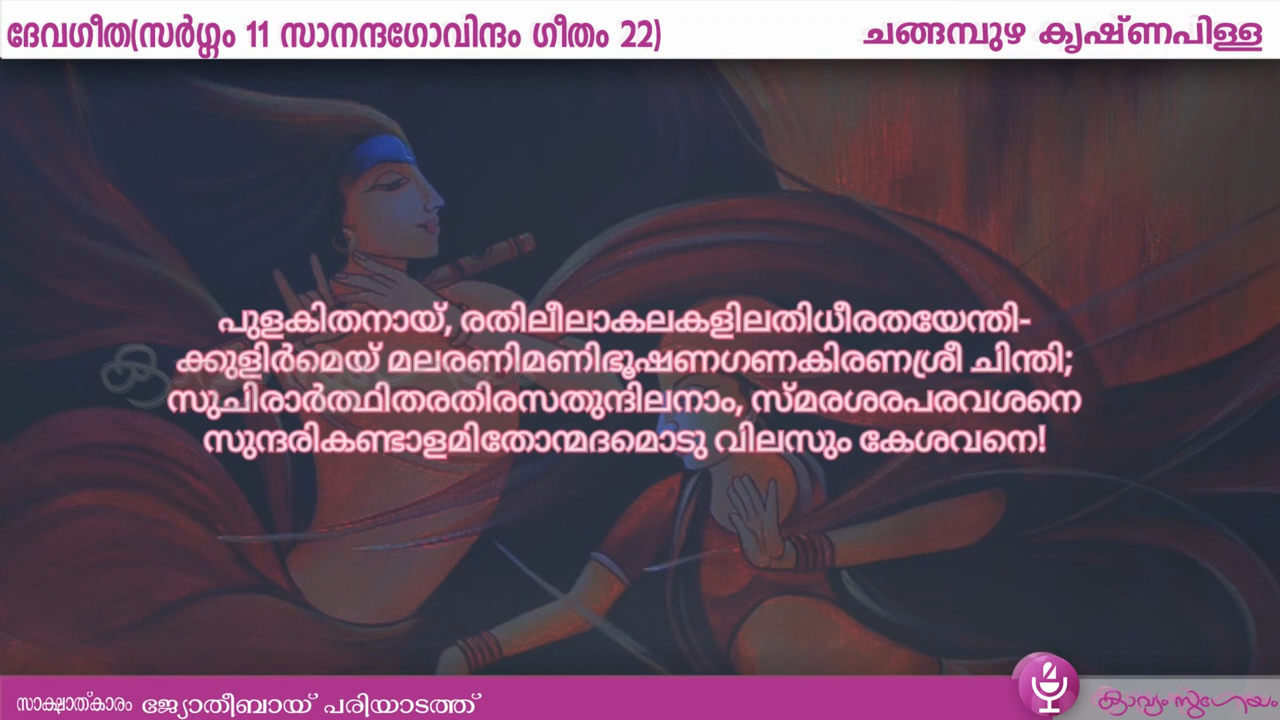 ദേവഗീത(സർഗ്ഗം 11 സാനന്ദഗോവിന്ദം ഗീതം 22)
ചങ്ങമ്പുഴ കൃഷ്ണപിള്ള
പുളകിതനായ്, രതിലീലാകലകളിലതിധീരതയേന്തി-
ക്കുളിർമെയ് മലരണിമണിഭൂഷണഗണകിരണശ്രീ ചിന്തി;
സുചിരാർത്ഥിതരതിരസതുന്ദിലനാം, സ്മരശരപരവശനെ
സുന്ദരികണ്ടാളമിതോന്മദമൊടു വിലസും കേശവനെ!
സാക്ഷാത്കാരം ജ്യോതീബായ് പരിയാടത്ത്
കാവ്യം സുഗേയം